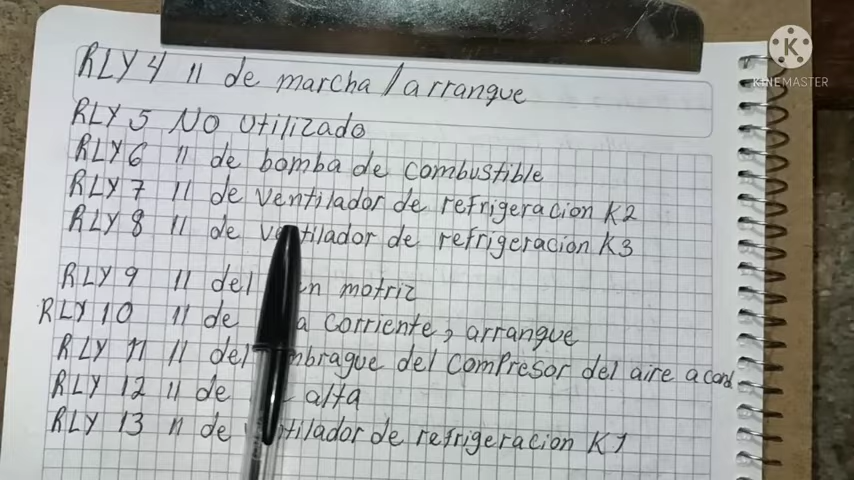 KINEMASTER
RLY 4 11 de marcha / arranque
RLY 5 No utilizado
RLY 6 11 de bomba de combustible
RLY 7 11 de ventilador de refrigeracion K2
RLY 8 11 de ventilador de refrigeracion K3
RLY 9 11 del motriz
RLY 10 11 de corriente, arranque
RLY 11 11 del compresor del aire acond
RLY 12 11 de alta
RLY 13 11 de ventilador de refrigeracion K1